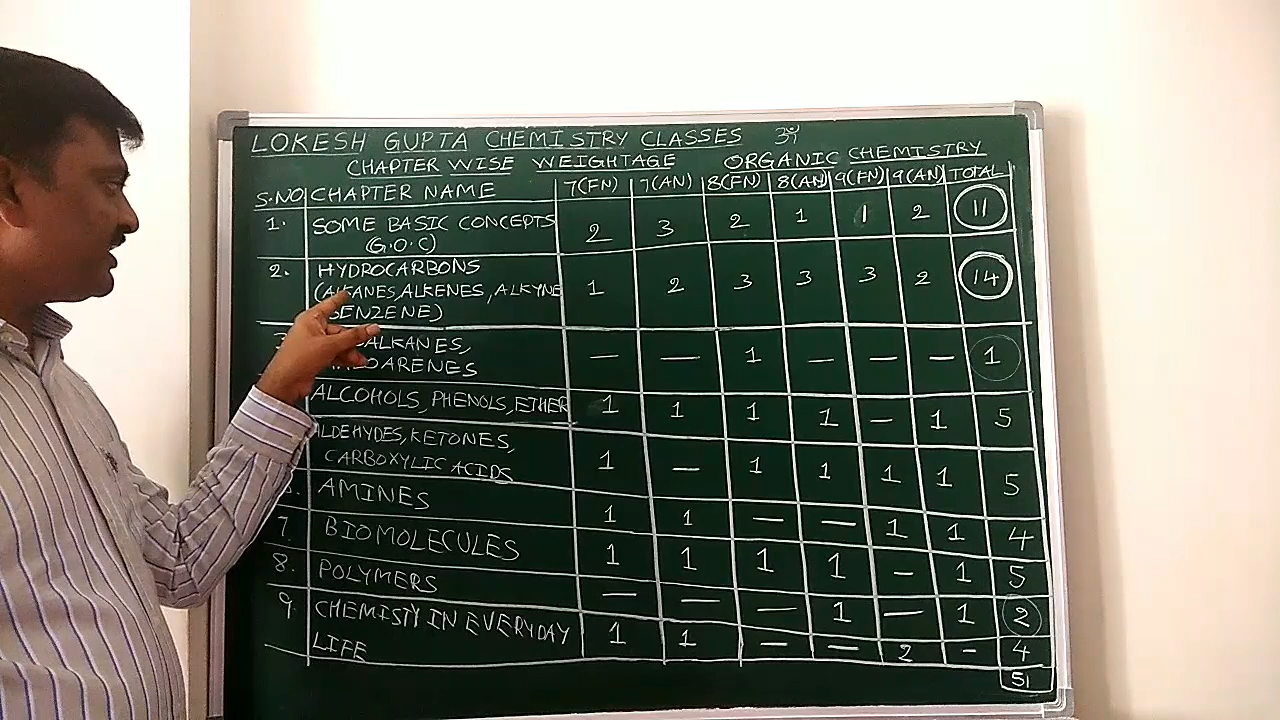 LOKESH GUPTA CHEMISTRY CLASSES ॐ
CHAPTER WISE WEIGHTAGE ORGANIC CHEMISTRY
S.NO CHAPTER NAME 7(FN) 7(AN) 8(FN) 8(AN) 9(FN) 9(AN) TOTAL
1. SOME BASIC CONCEPTS 2 3 2 1 1 2 11
(G.O.C)
2. HYDROCARBONS
(ALKANES, ALKENES, ALKYNE 1 2 3 3 3 2 14
BENZENE)
ALKANES, — — 1 — — — 1
OARENES
ALCOHOLS, PHENOLS, ETHER 1 1 1 1 — 1 5
ALDEHYDES, KETONES,
CARBOXYLIC ACIDS 1 — 1 1 1 1 5
AMINES 1 1 — — 1 1 4
7. BIOMOLECULES 1 1 1 1 – 1 5
8. POLYMERS — — — 1 — 1 2
9. CHEMISTY IN EVERYDAY 1 1 — — 2 - 4
LIFE
51